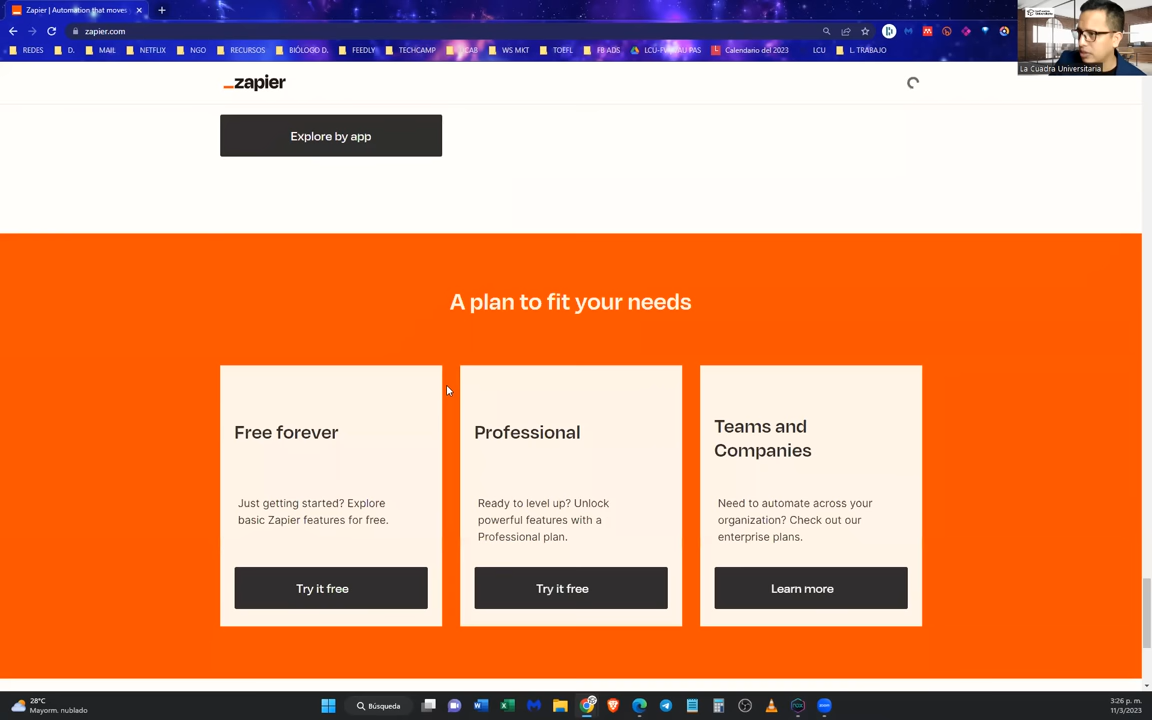 Zapier | Automation that moves
zapier.com
REDES
D.
MAIL
NETFLIX
NGO
RECURSOS
BIÓLOGO D.
FEEDLY
TECHCAMP
WS MKT
TOEFL
FB ADS
Calendario del 2023
LCU
L. TRABAJO
La Cuadra Universitaria
_zapier
Explore by app
A plan to fit your needs
Free forever
Just getting started? Explore
basic Zapier features for free.
Try it free
Professional
Ready to level up? Unlock
powerful features with a
Professional plan.
Try it free
Teams and
Companies
Need to automate across your
organization? Check out our
enterprise plans.
Learn more
28°C
Mayorm. nublado
Búsqueda
3:26 p. m.
11/3/2023